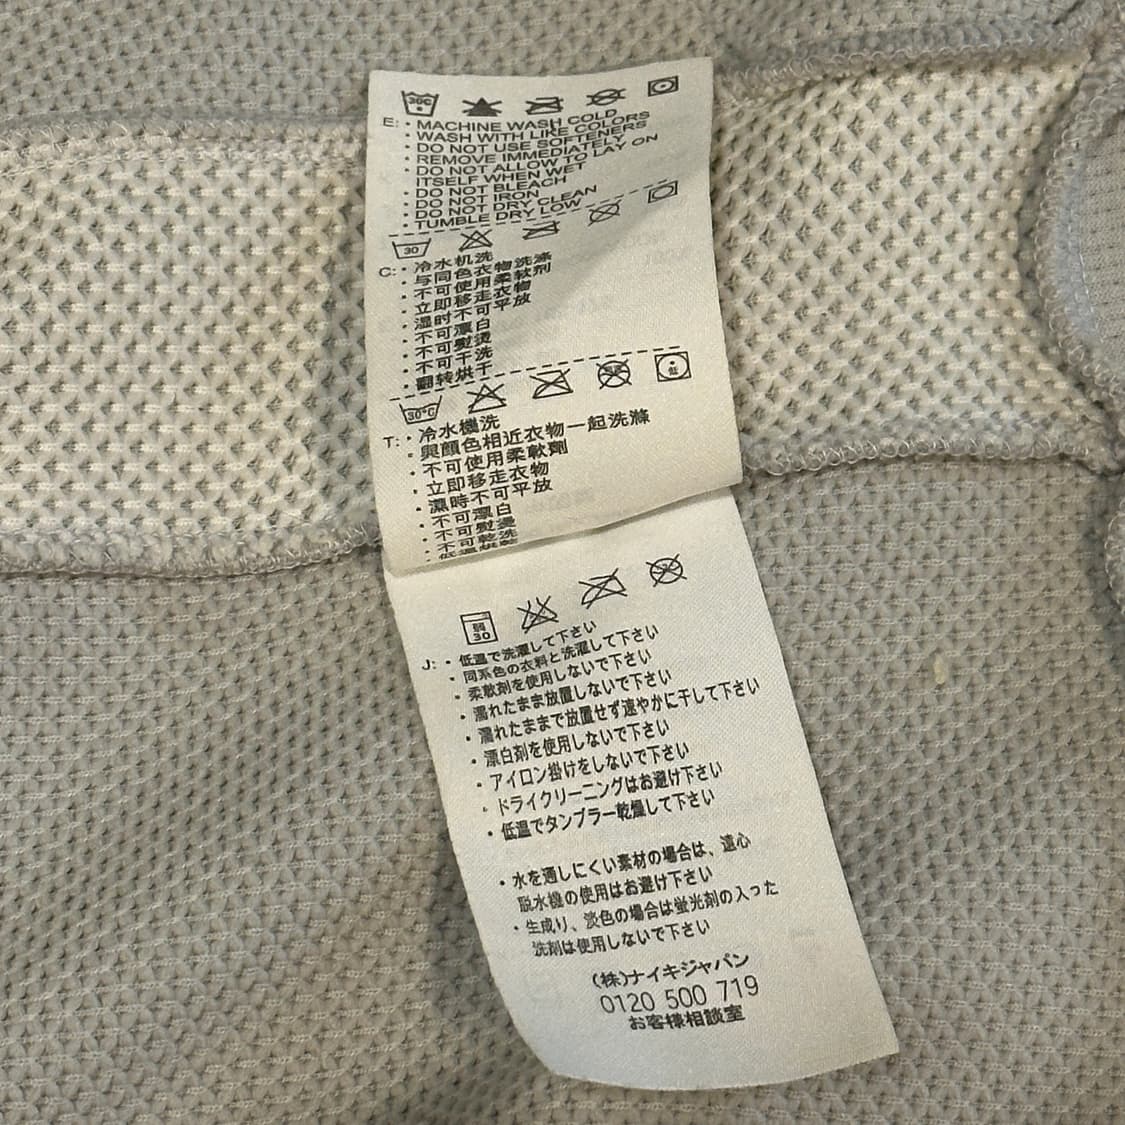 30C
E: • MACHINE WASH COLD
• WASH WITH LIKE COLORS
• DO NOT USE SOFTENERS
• REMOVE IMMEDIATELY
• DO NOT ALLOW TO LAY ON
ITSELF WHEN WET
• DO NOT BLEACH
• DO NOT IRON
• DO NOT DRY CLEAN
• TUMBLE DRY LOW
30
C: • 冷水机洗
• 与同色衣物洗涤
• 不可使用柔软剂
• 立即移走衣物
• 湿时不可平放
• 不可漂白
• 不可熨烫
• 不可干洗
• 翻转烘干
30°C
低
T: • 冷水機洗
• 與顏色相近衣物一起洗滌
• 不可使用柔軟劑
• 立即移走衣物
• 濕時不可平放
• 不可漂白
• 不可熨燙
• 不可乾洗
• 低溫烘乾
弱
30
J: • 低温で洗濯して下さい
• 同系色の衣料と洗濯して下さい
• 柔軟剤を使用しないで下さい
• 濡れたまま放置しないで下さい
• 濡れたままで放置せず速やかに干して下さい
• 漂白剤を使用しないで下さい
• アイロン掛けをしないで下さい
• ドライクリーニングはお避け下さい
• 低温でタンブラー乾燥して下さい
• 水を通しにくい素材の場合は、遠心
脱水機の使用はお避け下さい
• 生成り、淡色の場合は蛍光剤の入った
洗剤は使用しないで下さい
(株)ナイキジャパン
0120 500 719
お客様相談室